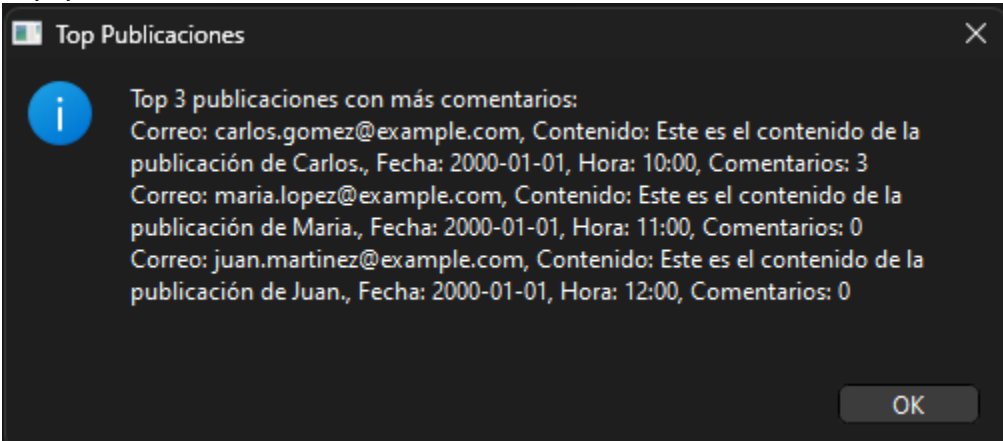 Top Publicaciones
Top 3 publicaciones con más comentarios:
Correo: carlos.gomez@example.com, Contenido: Este es el contenido de la
publicación de Carlos., Fecha: 2000-01-01, Hora: 10:00, Comentarios: 3
Correo: maria.lopez@example.com, Contenido: Este es el contenido de la
publicación de Maria., Fecha: 2000-01-01, Hora: 11:00, Comentarios: 0
Correo: juan.martinez@example.com, Contenido: Este es el contenido de la
publicación de Juan., Fecha: 2000-01-01, Hora: 12:00, Comentarios: 0
OK